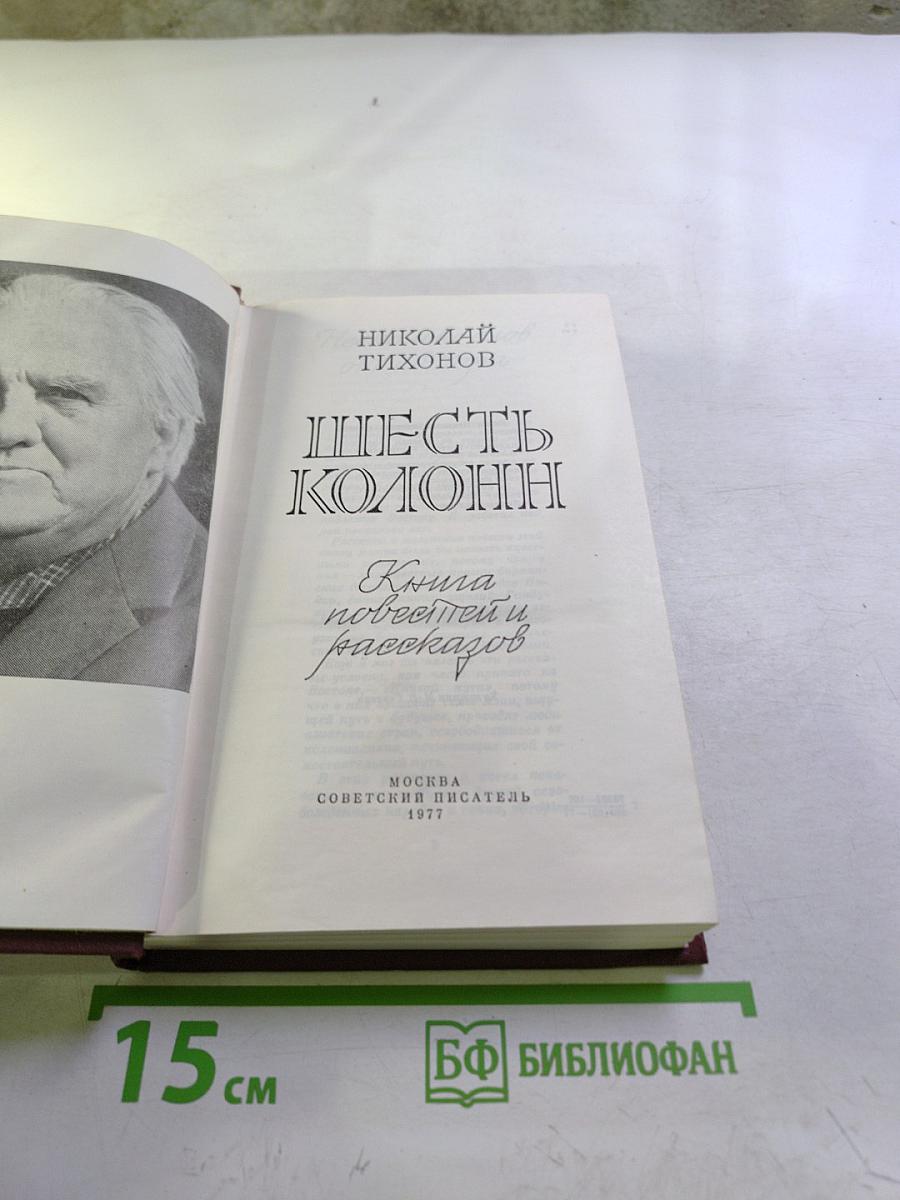 НИКОЛАЙ
ТИХОНОВ
ШЕСТЬ
КОЛОНН
Книга
повестей и
рассказов
МОСКВА
СОВЕТСКИЙ ПИСАТЕЛЬ
1977
15 см
БФ БИБЛИОФАН